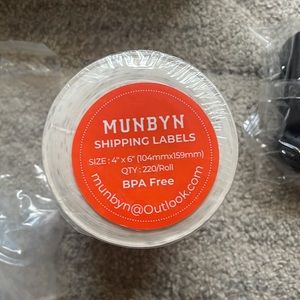 MUNBYN
SHIPPING LABELS
SIZE : 4" x 6" (104mmx159mm)
QTY : 220/Roll
BPA Free
munbyn@Outlook.com